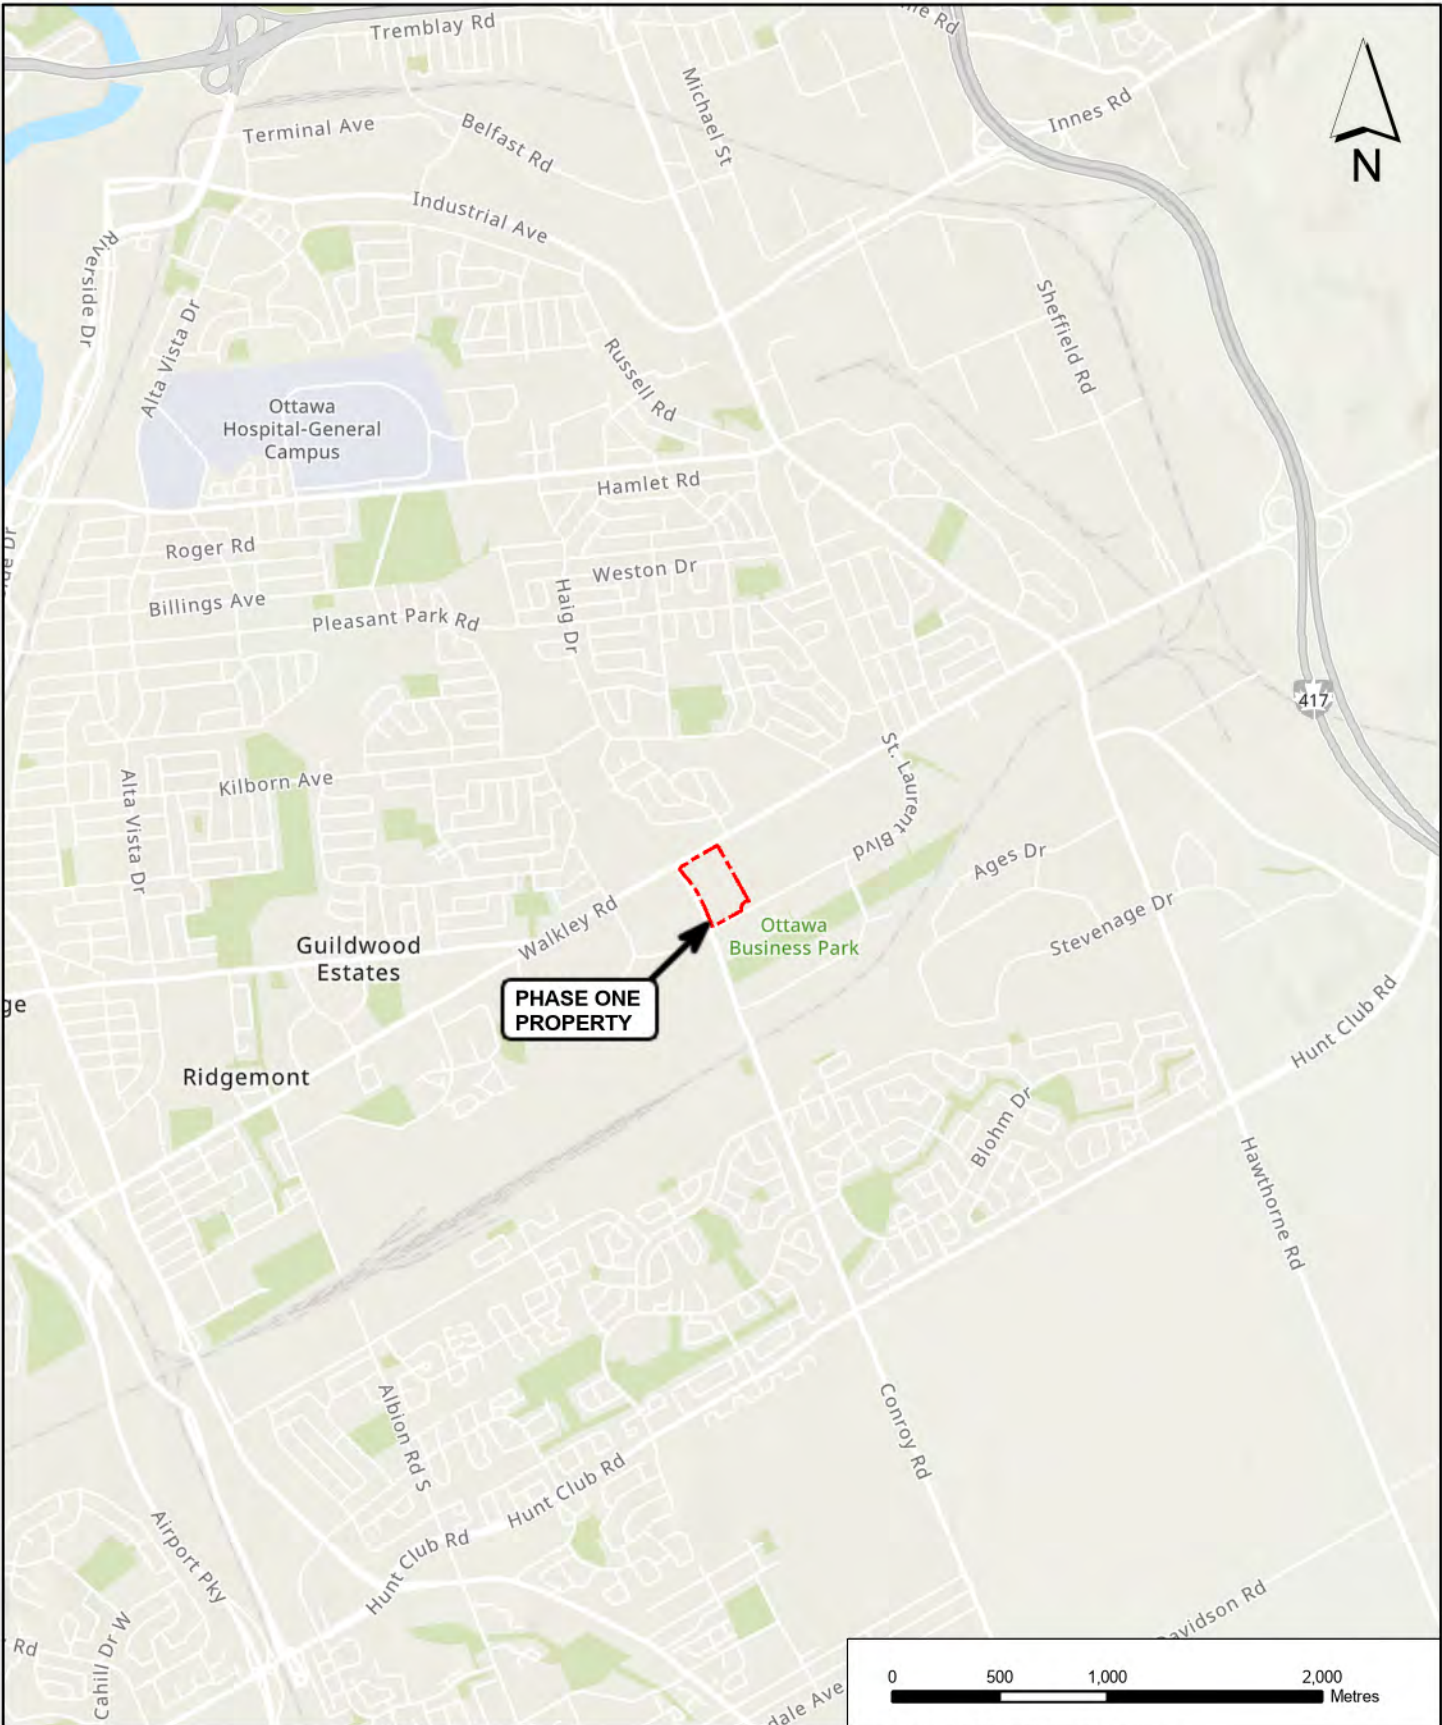 Tremblay Rd
Michael St
Innes Rd
N
Terminal Ave
Belfast Rd
Industrial Ave
Riverside Dr
Alta Vista Dr
Sheffield Rd
Russell Rd
Ottawa
Hospital-General
Campus
Hamlet Rd
Roger Rd
Weston Dr
Billings Ave
Pleasant Park Rd
Haig Dr
417
St. Laurent Blvd
Kilborn Ave
Alta Vista Dr
Ages Dr
Walkley Rd
Stevenage Dr
Ottawa
Business Park
Guildwood
Estates
PHASE ONE
PROPERTY
Hunt Club Rd
Ridgemont
Blohm Dr
Hawthorne Rd
Albion Rd S
Conroy Rd
Hunt Club Rd
Hunt Club Rd
Airport Pky
Cahill Dr W
Rd
0 500 1,000 2,000
Metres